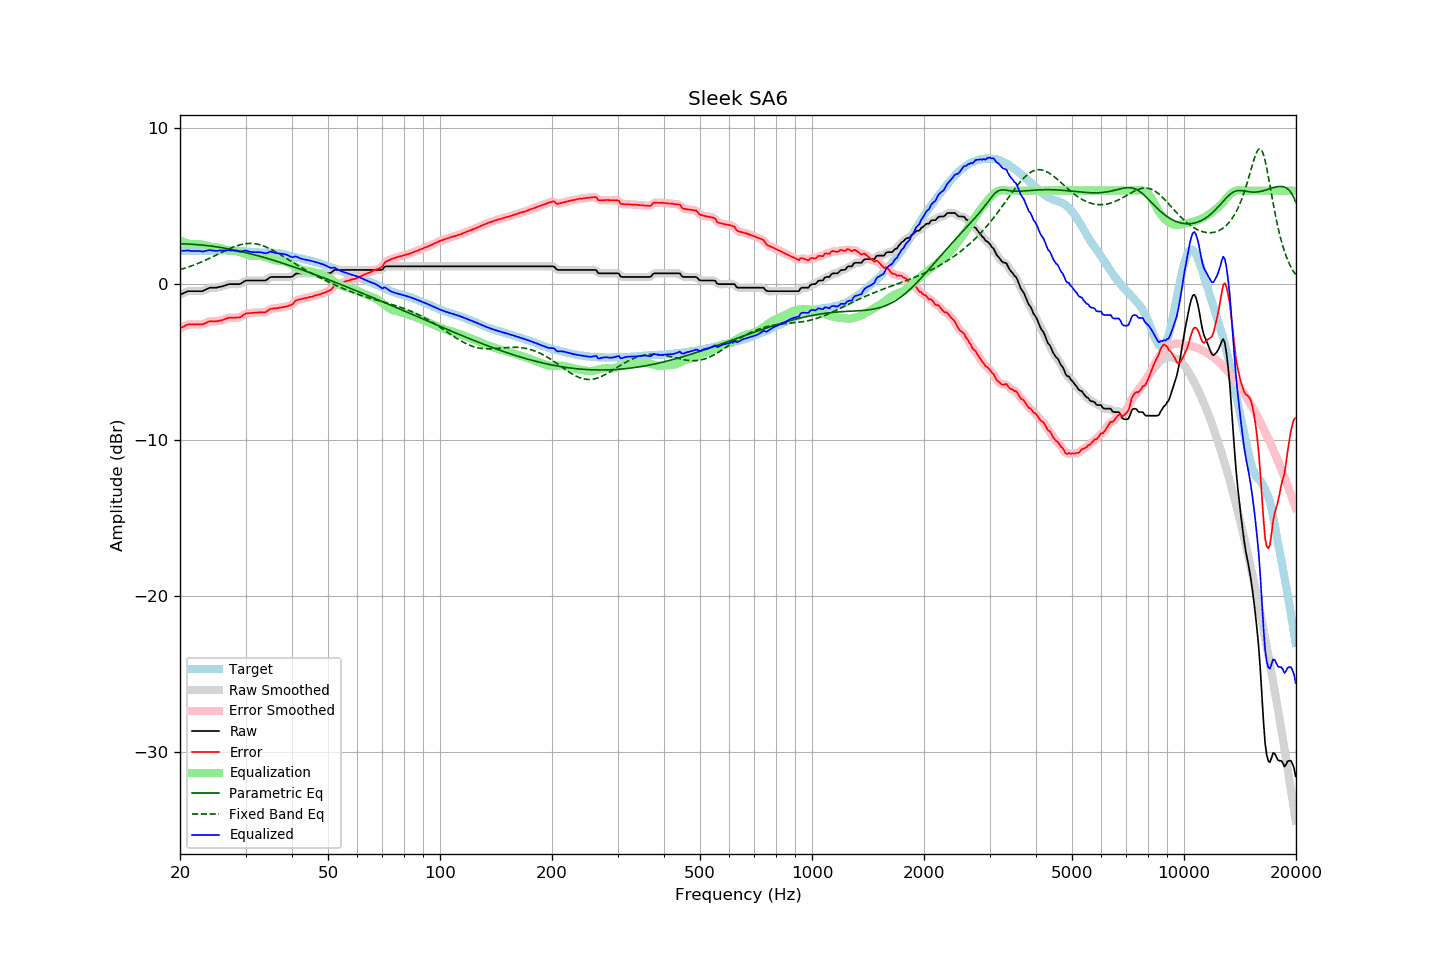 Sleek SA6
10
0
−10
−20
−30
Amplitude (dBr)
Target
Raw Smoothed
Error Smoothed
Raw
Error
Equalization
Parametric Eq
Fixed Band Eq
Equalized
20 50 100 200 500 1000 2000 5000 10000 20000
Frequency (Hz)